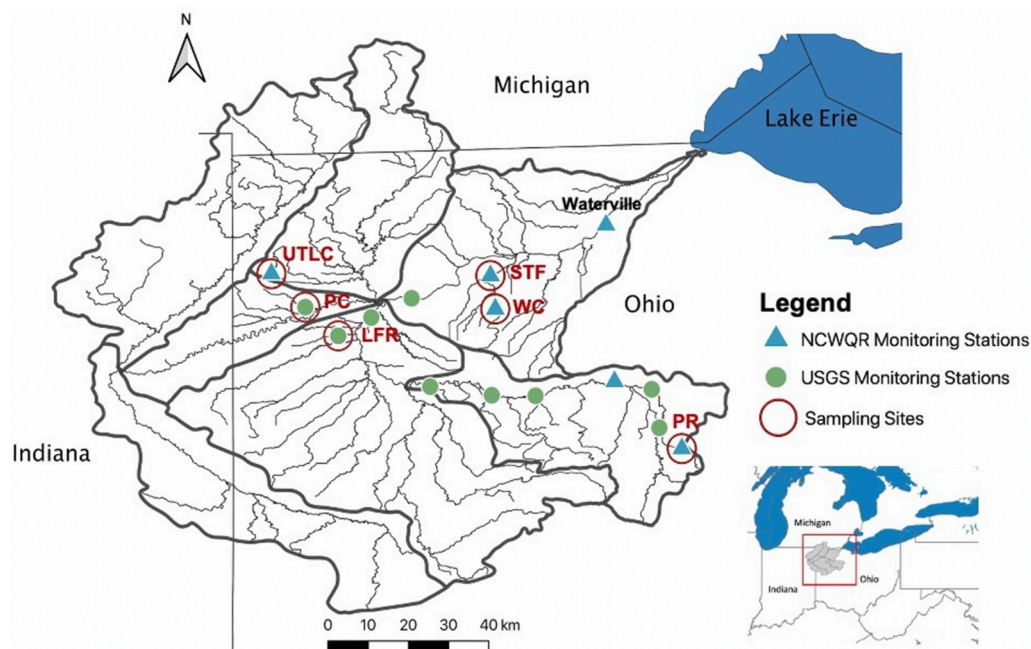 N
Michigan
Lake Erie
Waterville
UTLC
STF
PC
WC
Ohio
LFR
Legend
NCWQR Monitoring Stations
USGS Monitoring Stations
Sampling Sites
PR
Indiana
Michigan
Indiana
Ohio
0 10 20 30 40 km